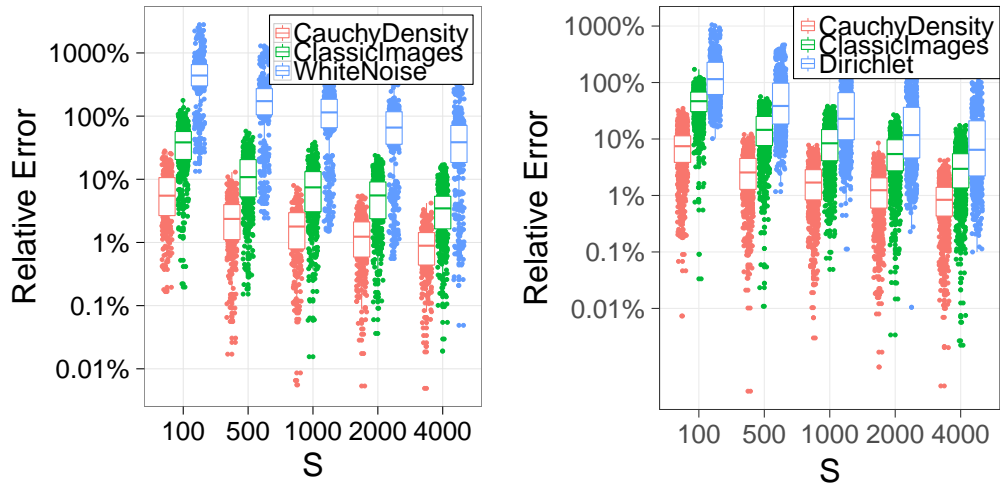 Relative Error
1000%
100%
10%
1%
0.1%
0.01%
CauchyDensity
ClassicImages
WhiteNoise
100 500 1000 2000 4000
S
Relative Error
1000%
100%
10%
1%
0.1%
0.01%
CauchyDensity
ClassicImages
Dirichlet
100 500 1000 2000 4000
S